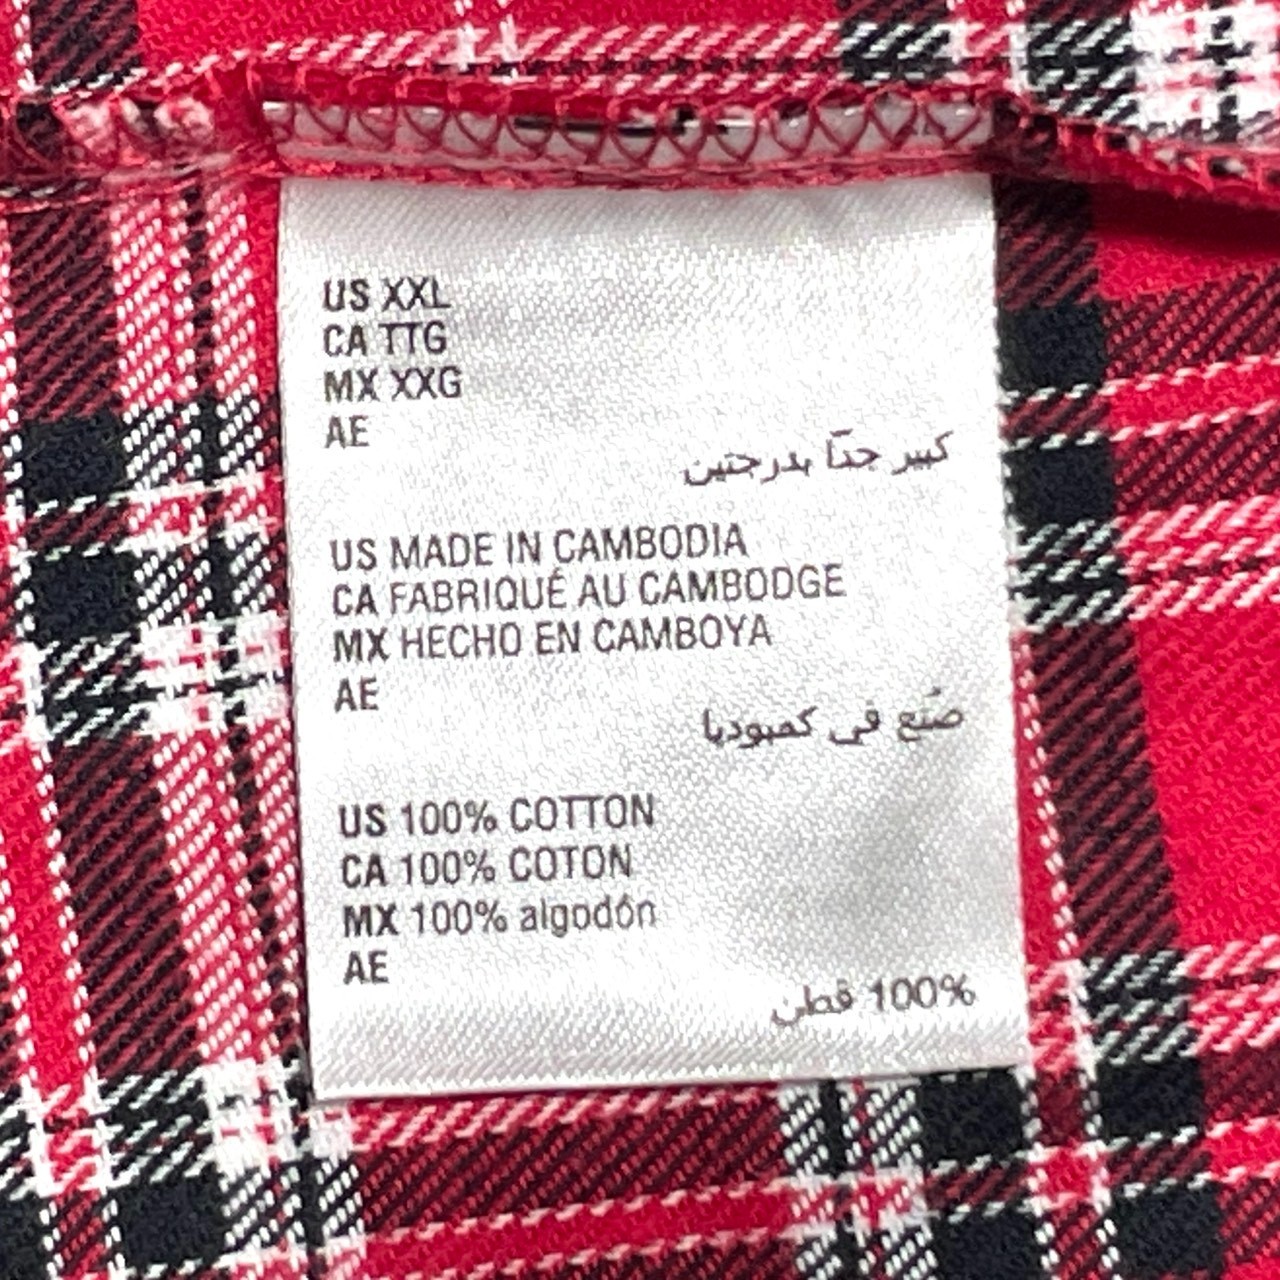 US XXL
CA TTG
MX XXG
AE
كبير جدّا بدرجتين
US MADE IN CAMBODIA
CA FABRIQUÉ AU CAMBODGE
MX HECHO EN CAMBOYA
AE
صُنع في كمبوديا
US 100% COTTON
CA 100% COTON
MX 100% algodón
AE
100% قطن